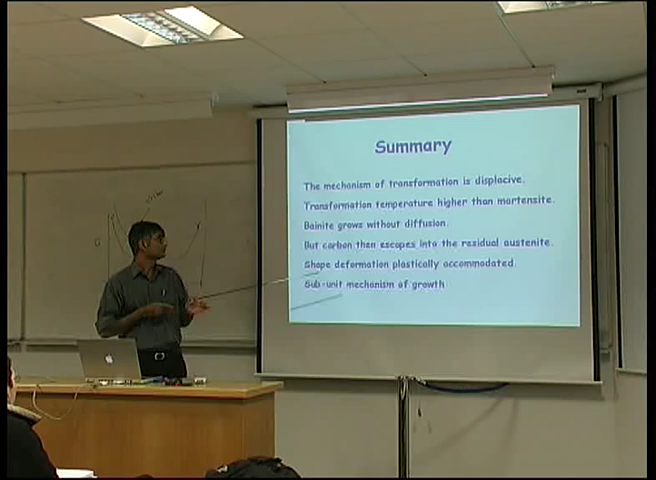 Summary
The mechanism of transformation is displacive.
Transformation temperature higher than martensite.
Bainite grows without diffusion.
But carbon then escapes into the residual austenite.
Shape deformation plastically accommodated.
Sub-unit mechanism of growth